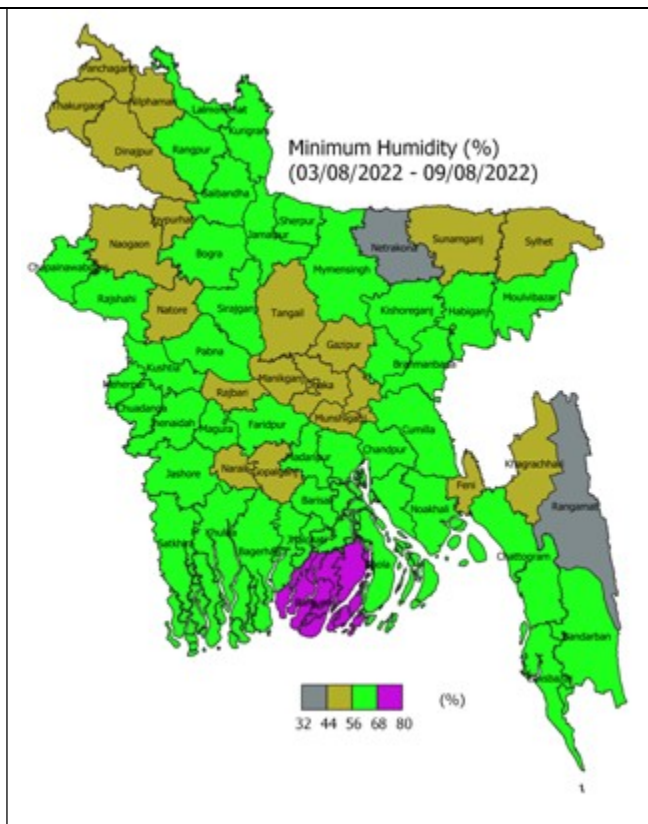 Panchagarh
Thakurgaon
Nilphamari
Lalmonirhat
Kurigram
Dinajpur
Rangpur
Minimum Humidity (%)
(03/08/2022 - 09/08/2022)
Gaibandha
Joypurhat
Sherpur
Naogaon
Jamalpur
Netrakona
Sunamganj
Sylhet
Bogra
Mymensingh
Chapainawabganj
Rajshahi
Moulvibazar
Natore
Sirajganj
Tangail
Kishoreganj
Habiganj
Gazipur
Pabna
Brahmanbaria
Kushtia
Meherpur
Manikganj
Dhaka
Rajbari
Chuadanga
Munshiganj
Jhenaidah
Magura
Faridpur
Cumilla
Madaripur
Chandpur
Khagrachhari
Jashore
Narail
Gopalganj
Feni
Barisal
Noakhali
Rangamati
Satkhira
Khulna
Bagerhat
Bhola
Chattogram
Bandarban
(%)
32 44 56 68 80